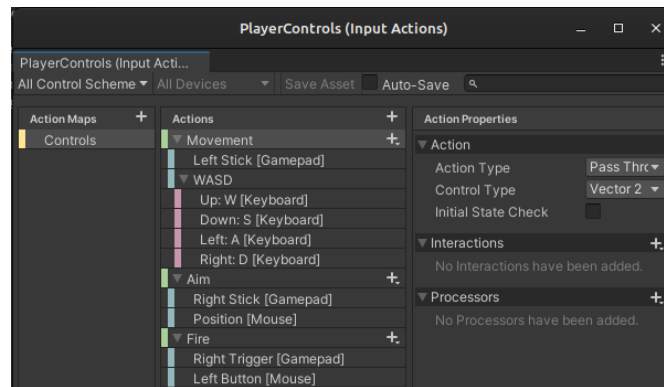 PlayerControls (Input Actions)
PlayerControls (Input Acti...
All Control Scheme All Devices Save Asset Auto-Save
Action Maps
Controls
Actions
Movement
Left Stick [Gamepad]
WASD
Up: W [Keyboard]
Down: S [Keyboard]
Left: A [Keyboard]
Right: D [Keyboard]
Aim
Right Stick [Gamepad]
Position [Mouse]
Fire
Right Trigger [Gamepad]
Left Button [Mouse]
Action Properties
Action
Action Type Pass Thrc
Control Type Vector 2
Initial State Check
Interactions
No Interactions have been added.
Processors
No Processors have been added.